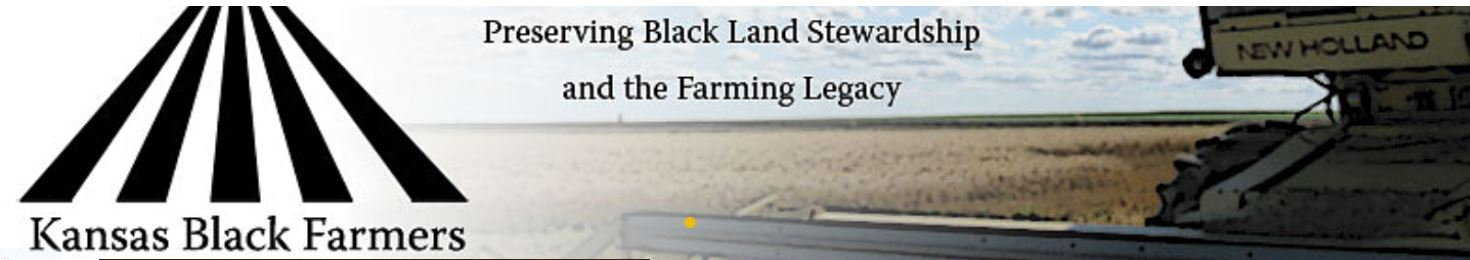 Preserving Black Land Stewardship
and the Farming Legacy
NEW HOLLAND
Kansas Black Farmers